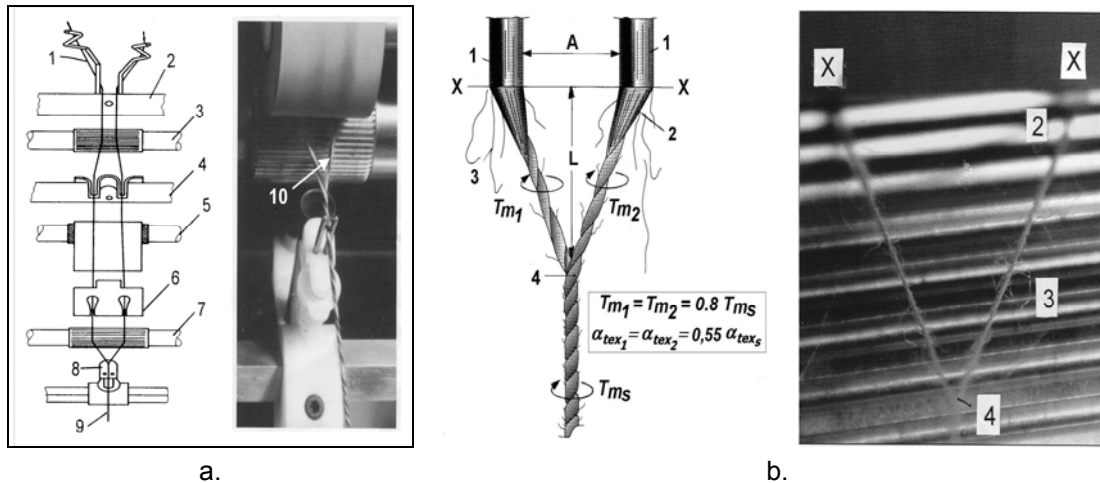 1
2
3
4
5
6
7
8
9
10
a.
A
1
1
X
X
2
L
3
Tm1
Tm2
4
Tm1 = Tm2 = 0.8 Tms
αtex1 = αtex2 = 0,55 αtexs
Tms
X
X
2
3
4
b.